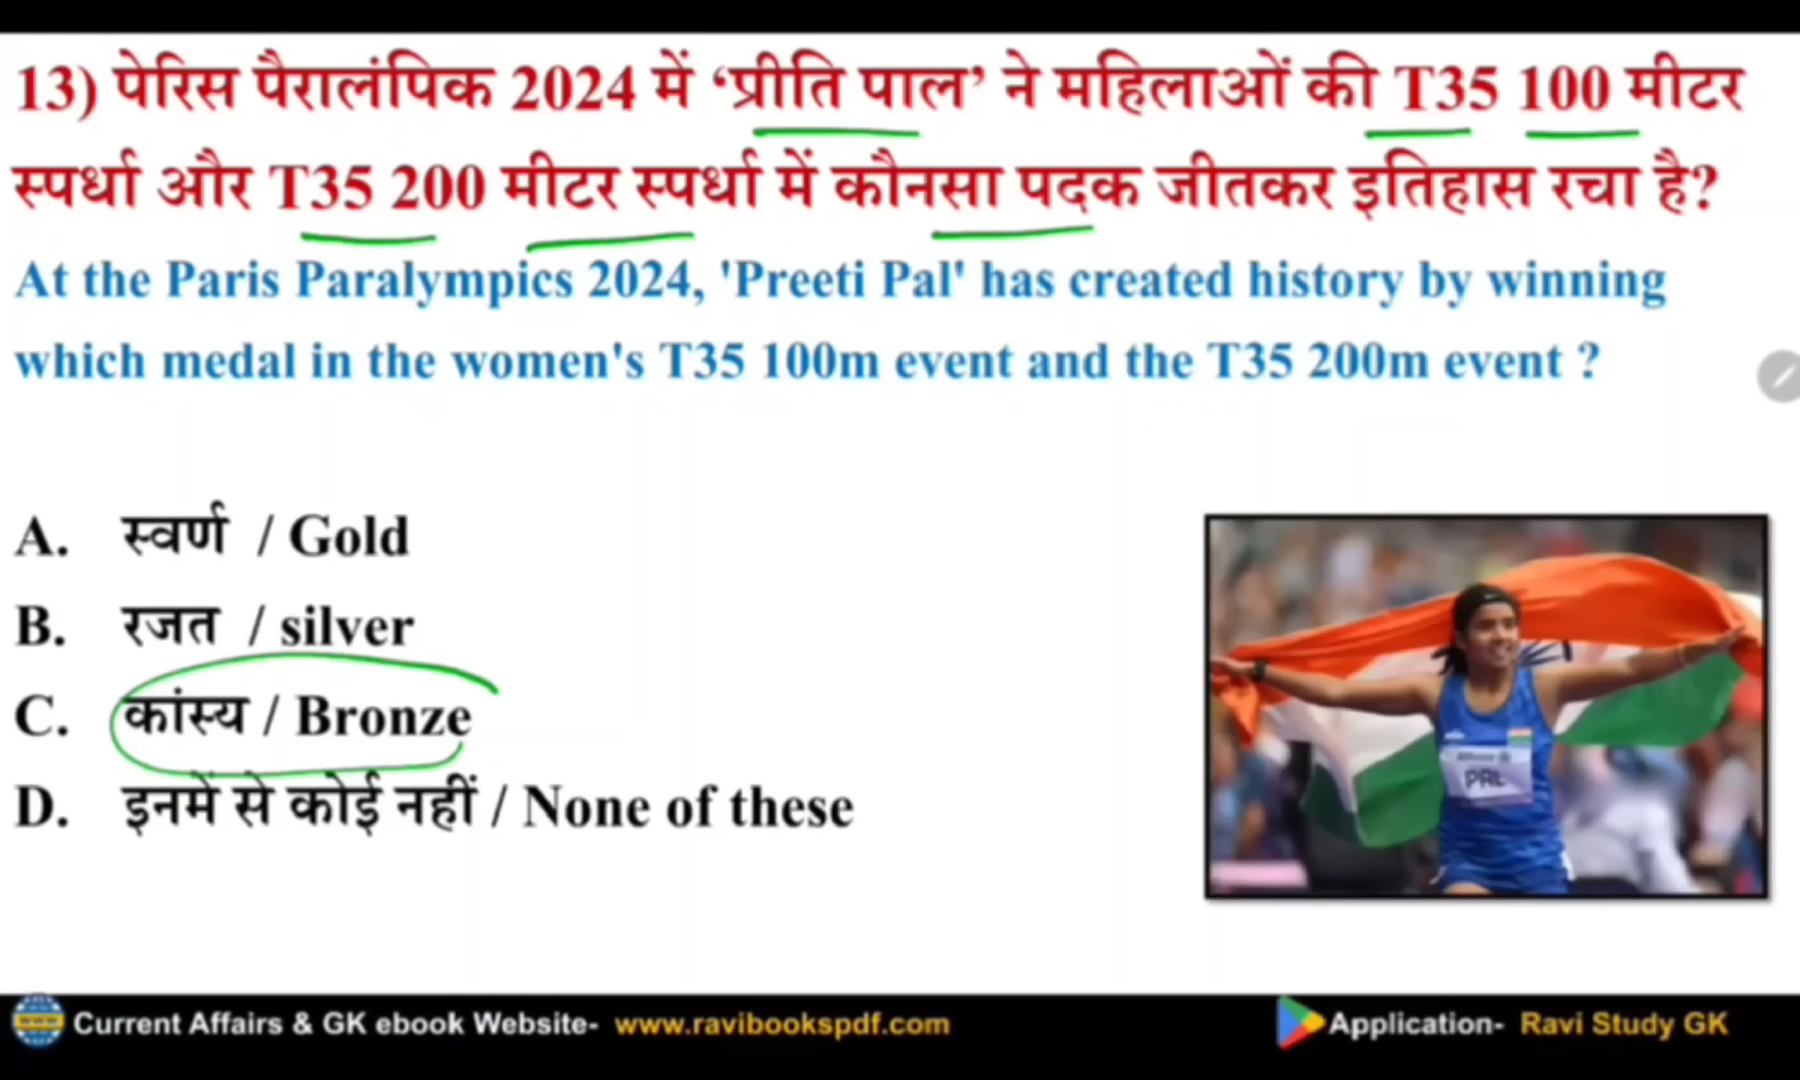 13) पेरिस पैरालंपिक 2024 में ‘प्रीति पाल’ ने महिलाओं की T35 100 मीटर
स्पर्धा और T35 200 मीटर स्पर्धा में कौनसा पदक जीतकर इतिहास रचा है?
At the Paris Paralympics 2024, 'Preeti Pal' has created history by winning
which medal in the women's T35 100m event and the T35 200m event ?
A. स्वर्ण / Gold
B. रजत / silver
C. कांस्य / Bronze
D. इनमें से कोई नहीं / None of these
PAL
Current Affairs & GK ebook Website- www.ravibookspdf.com
Application- Ravi Study GK